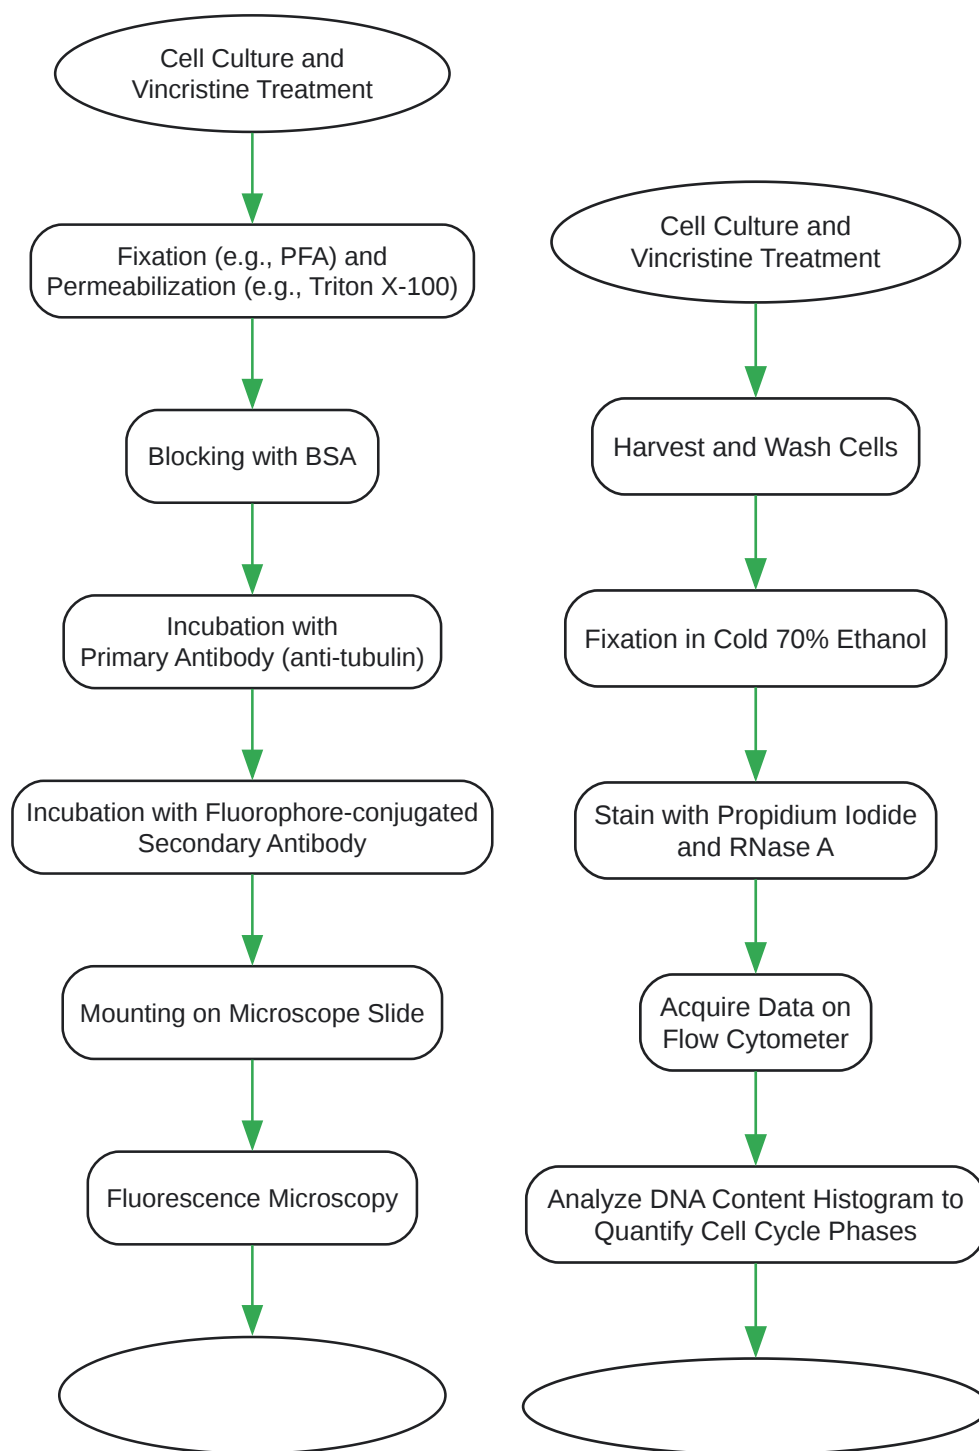 Cell Culture and
Vincristine Treatment
Fixation (e.g., PFA) and
Permeabilization (e.g., Triton X-100)
Blocking with BSA
Incubation with
Primary Antibody (anti-tubulin)
Incubation with Fluorophore-conjugated
Secondary Antibody
Mounting on Microscope Slide
Fluorescence Microscopy
Cell Culture and
Vincristine Treatment
Harvest and Wash Cells
Fixation in Cold 70% Ethanol
Stain with Propidium Iodide
and RNase A
Acquire Data on
Flow Cytometer
Analyze DNA Content Histogram to
Quantify Cell Cycle Phases